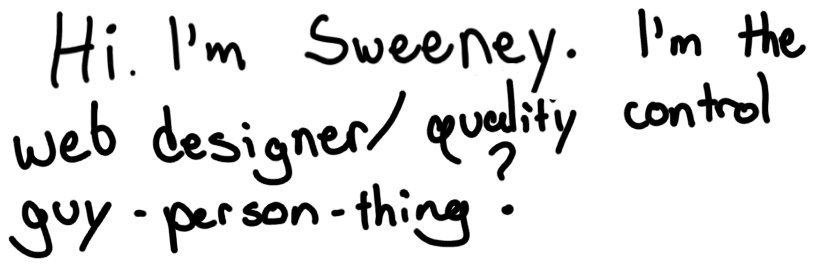 Hi. I'm Sweeney. I'm the
web designer/ quality control
guy-person-thing?